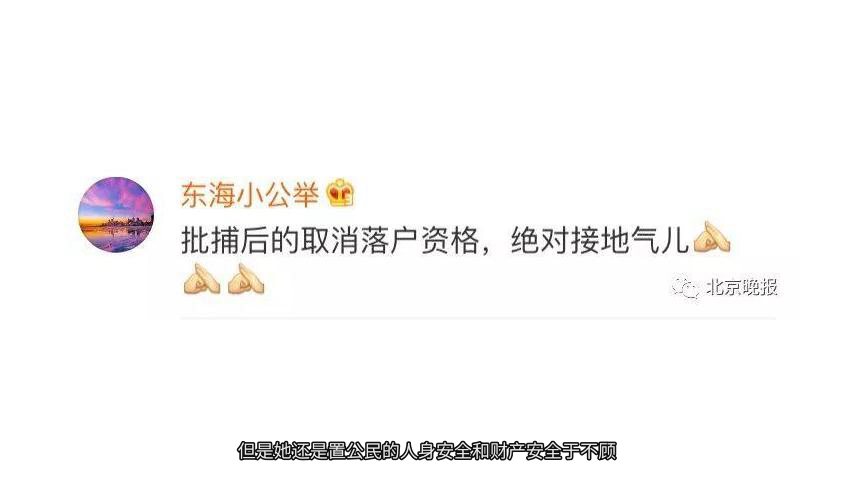 东海小公举
批捕后的取消落户资格，绝对接地气儿
北京晚报
但是她还是置公民的人身安全和财产安全于不顾